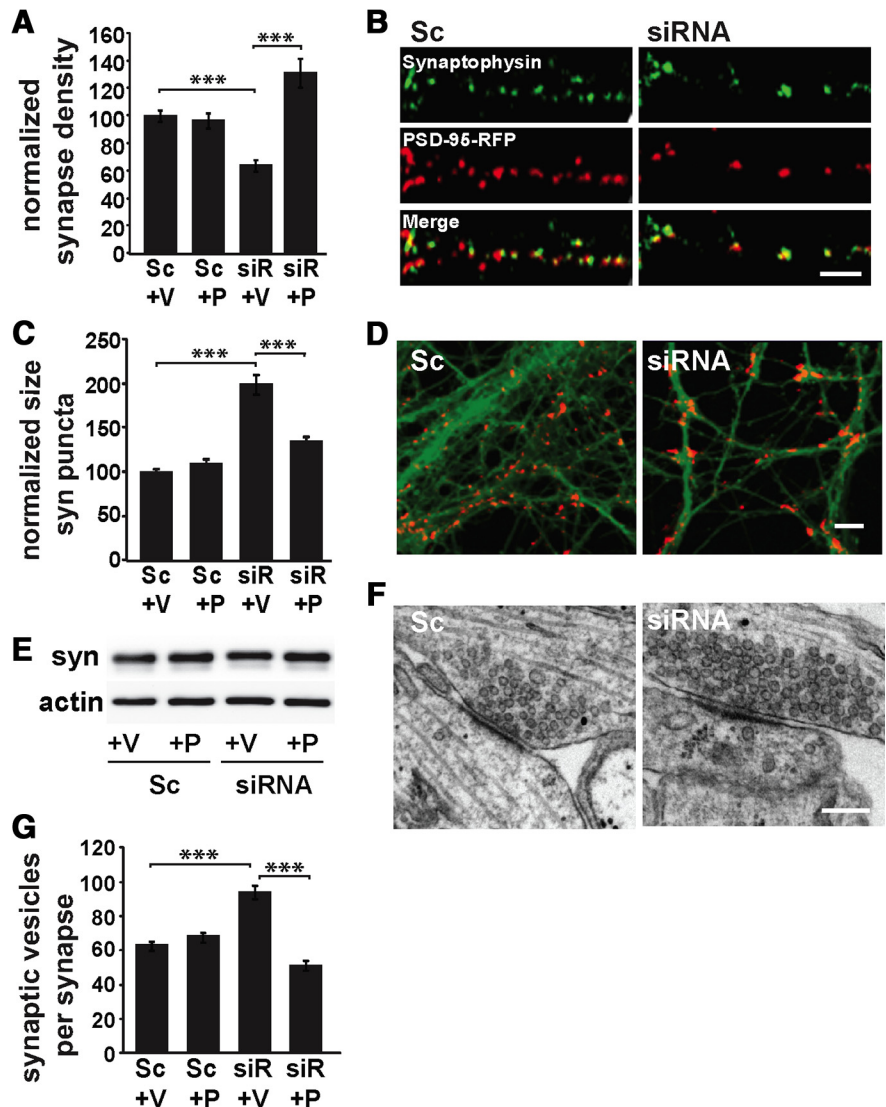 A
normalized
synapse density
160
140
120
100
80
60
40
20
0
***
***
Sc
+V
Sc
+P
siR
+V
siR
+P
B
Sc
siRNA
Synaptophysin
PSD-95-RFP
Merge
C
normalized size
syn puncta
250
200
150
100
50
0
***
***
Sc
+V
Sc
+P
siR
+V
siR
+P
D
Sc
siRNA
E
syn
actin
+V +P +V +P
Sc siRNA
F
Sc
siRNA
G
synaptic vesicles
per synapse
120
100
80
60
40
20
0
***
***
Sc
+V
Sc
+P
siR
+V
siR
+P